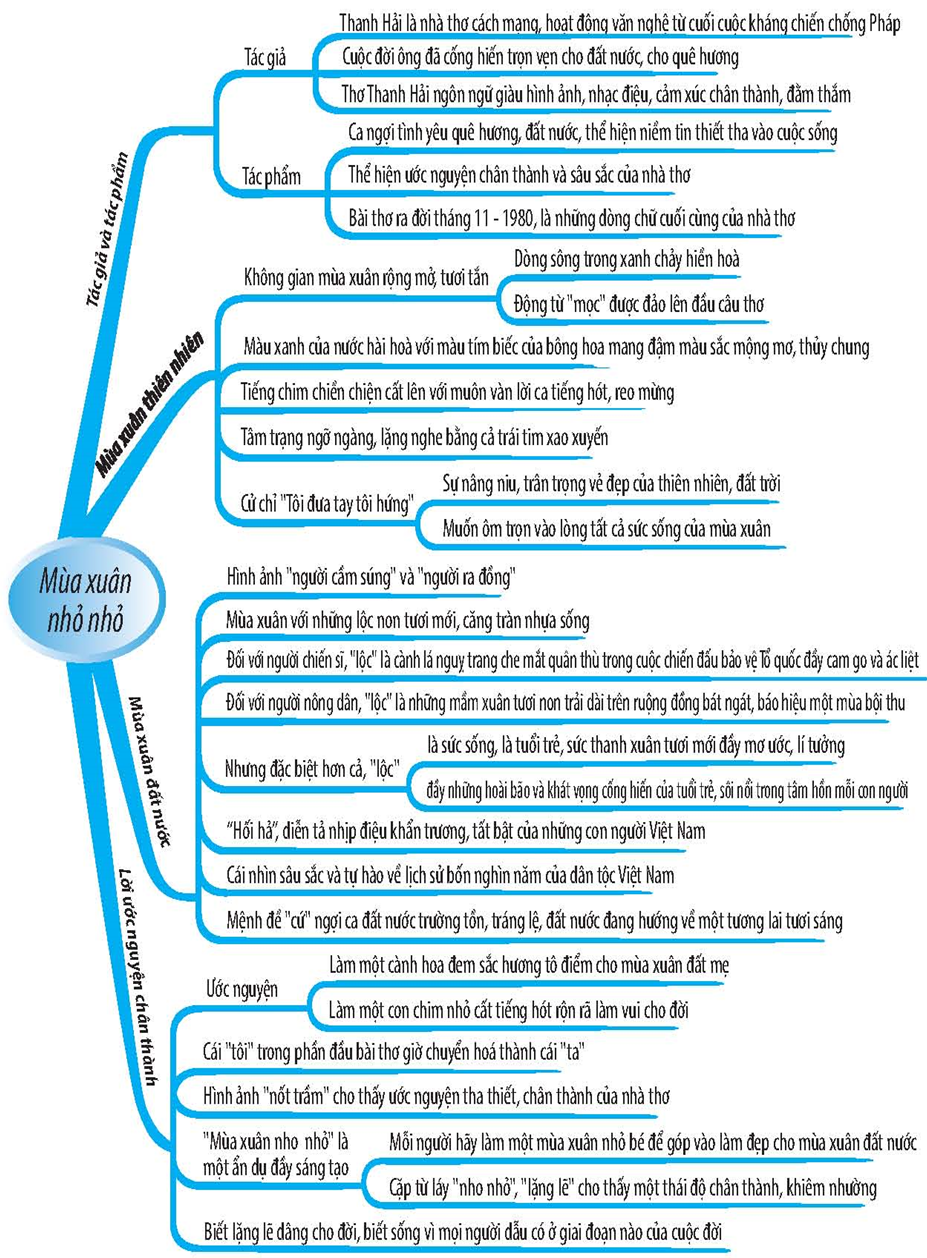 Thanh Hải là nhà thơ cách mạng, hoạt động văn nghệ từ cuối cuộc kháng chiến chống Pháp
Tác giả
Cuộc đời ông đã cống hiến trọn vẹn cho đất nước, cho quê hương
Thơ Thanh Hải ngôn ngữ giàu hình ảnh, nhạc điệu, cảm xúc chân thành, đằm thắm
Tác giả và tác phẩm
Ca ngợi tình yêu quê hương, đất nước, thể hiện niềm tin thiết tha vào cuộc sống
Tác phẩm
Thể hiện ước nguyện chân thành và sâu sắc của nhà thơ
Bài thơ ra đời tháng 11 - 1980, là những dòng chữ cuối cùng của nhà thơ
Mùa xuân thiên nhiên
Không gian mùa xuân rộng mở, tươi tắn
Dòng sông trong xanh chảy hiền hoà
Động từ "mọc" được đảo lên đầu câu thơ
Màu xanh của nước hài hoà với màu tím biếc của bông hoa mang đậm màu sắc mộng mơ, thủy chung
Tiếng chim chiền chiện cất lên với muôn vàn lời ca tiếng hót, reo mừng
Tâm trạng ngỡ ngàng, lặng nghe bằng cả trái tim xao xuyến
Cử chỉ "Tôi đưa tay tôi hứng"
Sự nâng niu, trân trọng vẻ đẹp của thiên nhiên, đất trời
Muốn ôm trọn vào lòng tất cả sức sống của mùa xuân
Mùa xuân
nhỏ nhỏ
Mùa xuân đất nước
Hình ảnh "người cầm súng" và "người ra đồng"
Mùa xuân với những lộc non tươi mới, căng tràn nhựa sống
Đối với người chiến sĩ, "lộc" là cành lá nguỵ trang che mắt quân thù trong cuộc chiến đấu bảo vệ Tổ quốc đầy cam go và ác liệt
Đối với người nông dân, "lộc" là những mầm xuân tươi non trải dài trên ruộng đồng bát ngát, báo hiệu một mùa bội thu
Nhưng đặc biệt hơn cả, "lộc"
là sức sống, là tuổi trẻ, sức thanh xuân tươi mới đầy mơ ước, lí tưởng
đầy những hoài bão và khát vọng cống hiến của tuổi trẻ, sôi nổi trong tâm hồn mỗi con người
“Hối hả”, diễn tả nhịp điệu khẩn trương, tất bật của những con người Việt Nam
Cái nhìn sâu sắc và tự hào về lịch sử bốn nghìn năm của dân tộc Việt Nam
Mệnh đề "cứ" ngợi ca đất nước trường tồn, tráng lệ, đất nước đang hướng về một tương lai tươi sáng
Lời ước nguyện chân thành
Ước nguyện
Làm một cành hoa đem sắc hương tô điểm cho mùa xuân đất mẹ
Làm một con chim nhỏ cất tiếng hót rộn rã làm vui cho đời
Cái "tôi" trong phần đầu bài thơ giờ chuyển hoá thành cái "ta"
Hình ảnh "nốt trầm" cho thấy ước nguyện tha thiết, chân thành của nhà thơ
"Mùa xuân nho nhỏ" là
một ẩn dụ đầy sáng tạo
Mỗi người hãy làm một mùa xuân nhỏ bé để góp vào làm đẹp cho mùa xuân đất nước
Cặp từ láy "nho nhỏ", "lặng lẽ" cho thấy một thái độ chân thành, khiêm nhường
Biết lặng lẽ dâng cho đời, biết sống vì mọi người dẫu có ở giai đoạn nào của cuộc đời